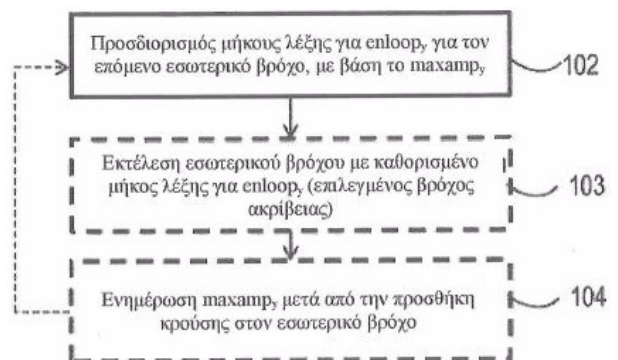 Προσδιορισμός μήκους λέξης για enloopy για τον
επόμενο εσωτερικό βρόχο, με βάση το maxampy
102
Εκτέλεση εσωτερικού βρόχου με καθορισμένο
μήκος λέξης για enloopy (επιλεγμένος βρόχος
ακρίβειας)
103
Ενημέρωση maxampy μετά από την προσθήκη
κρούσης στον εσωτερικό βρόχο
104